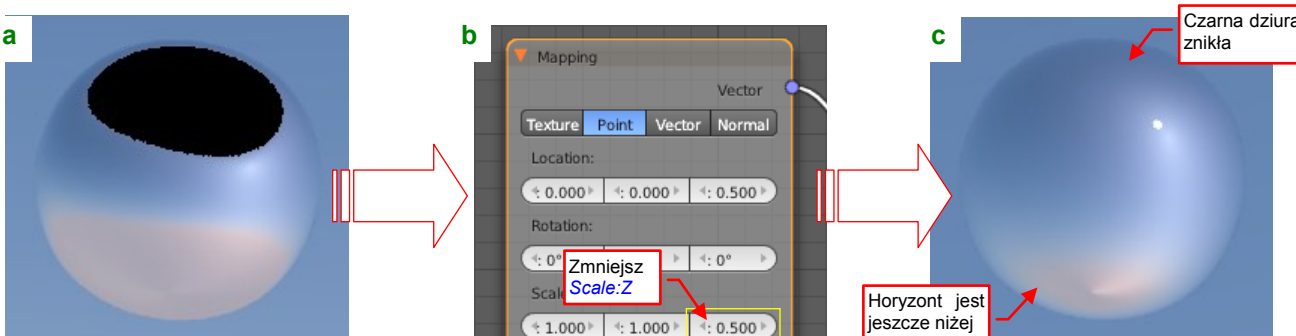 a
b
c
Mapping
Vector
Texture Point Vector Normal
Location:
: 0.000 : 0.000 : 0.500
Rotation:
: 0° : 0°
Zmniejsz
Scale:Z
Scal
: 1.000 : 1.000 : 0.500
Czarna dziura
znikła
Horyzont jest
jeszcze niżej